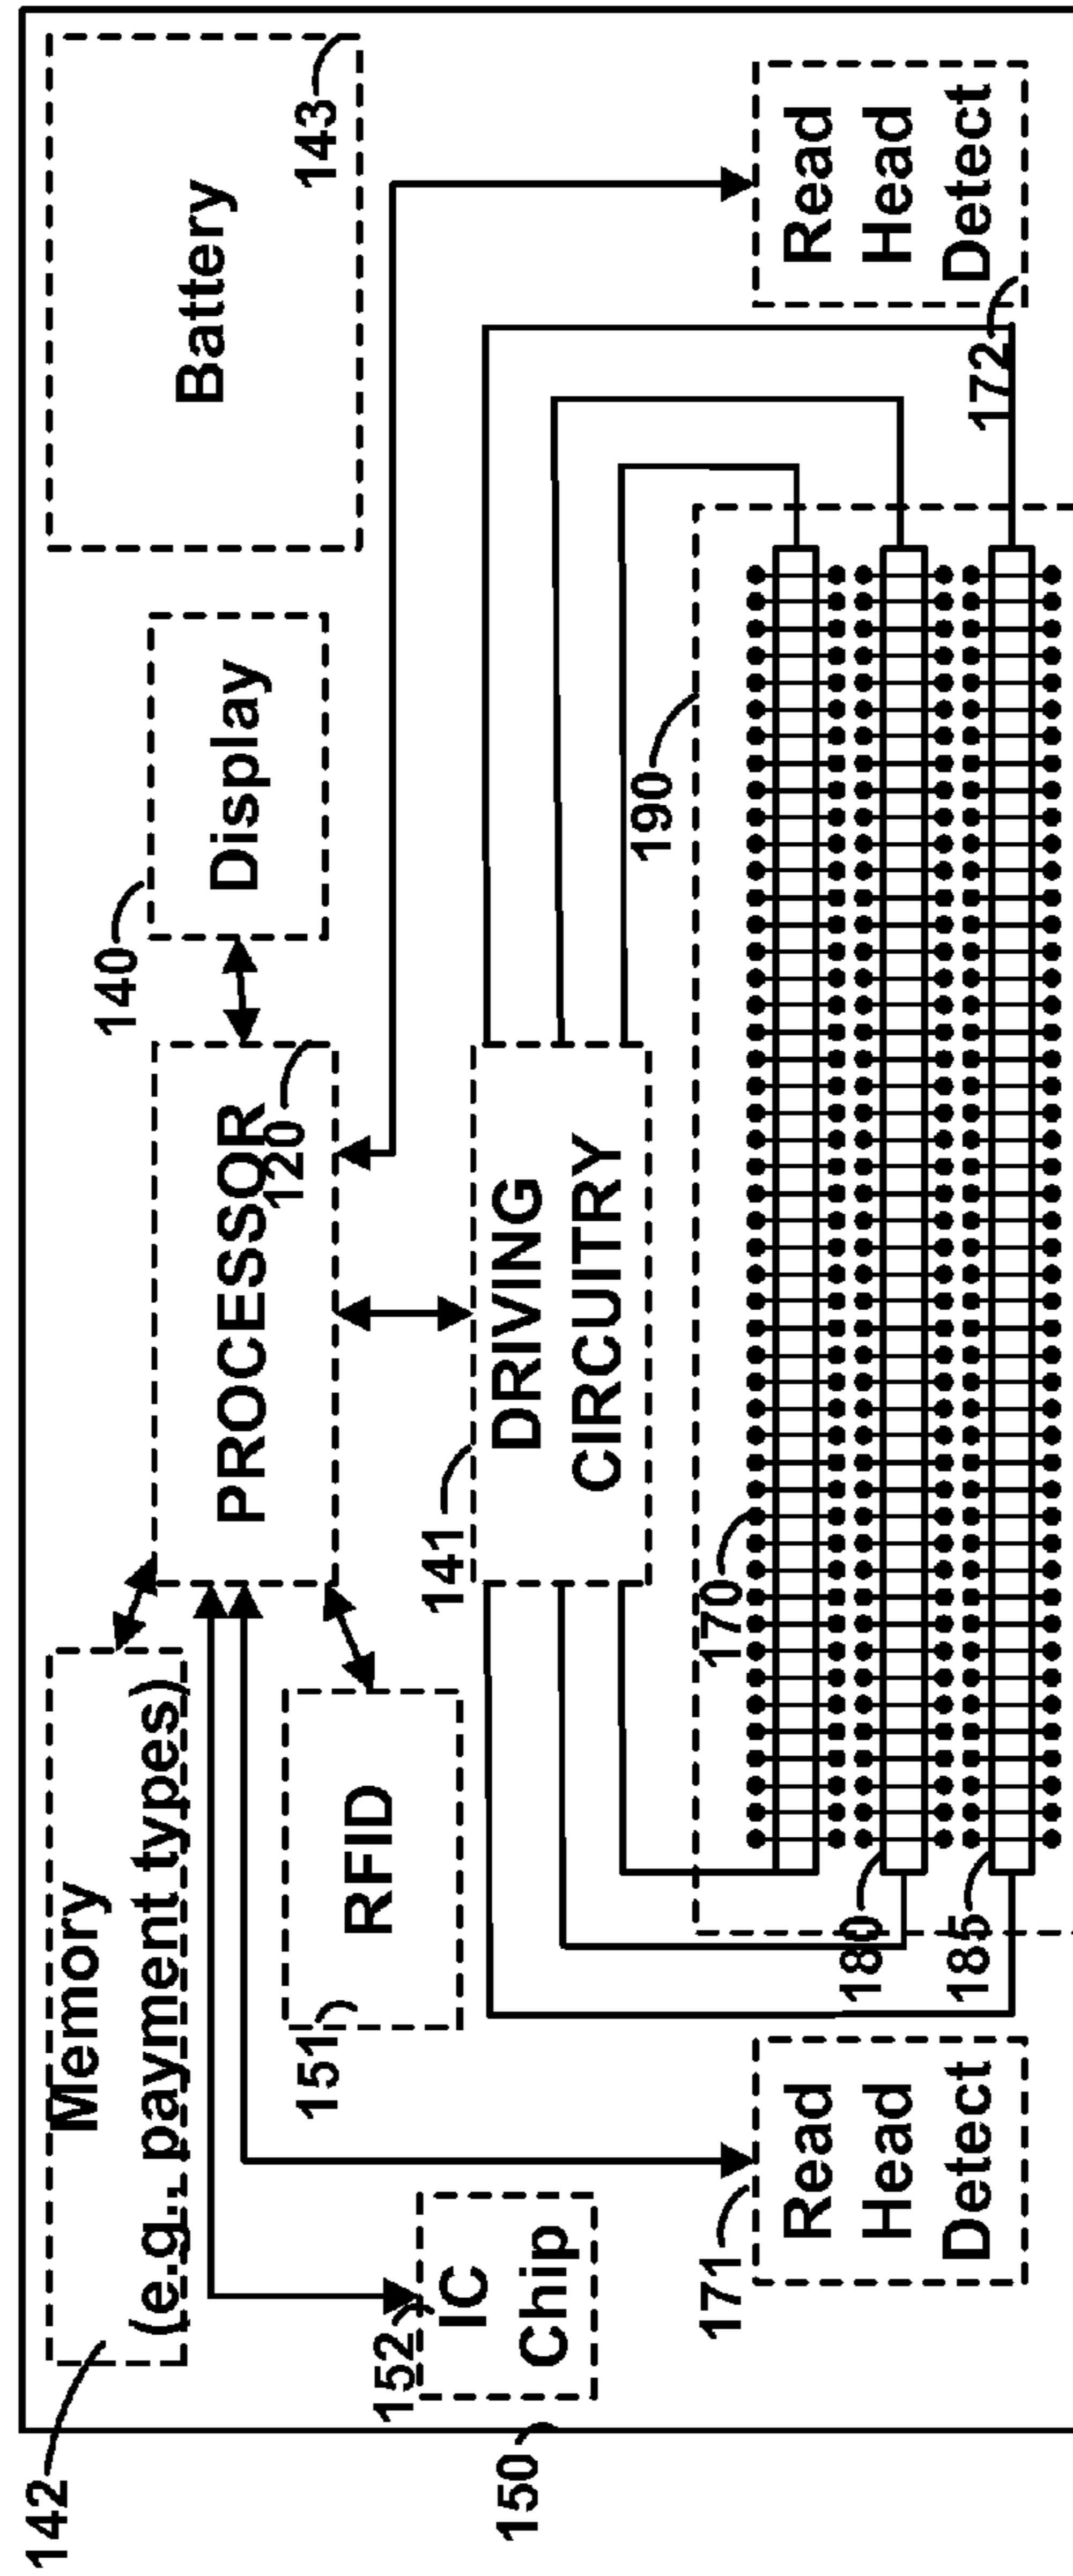 142
Memory
(e.g., payment types)
PROCESSOR
120
140
Display
Battery
143
152
IC
Chip
151
RFID
141
DRIVING
CIRCUITRY
150
190
171
Read
Head
Detect
170
180
185
Read
Head
Detect
172